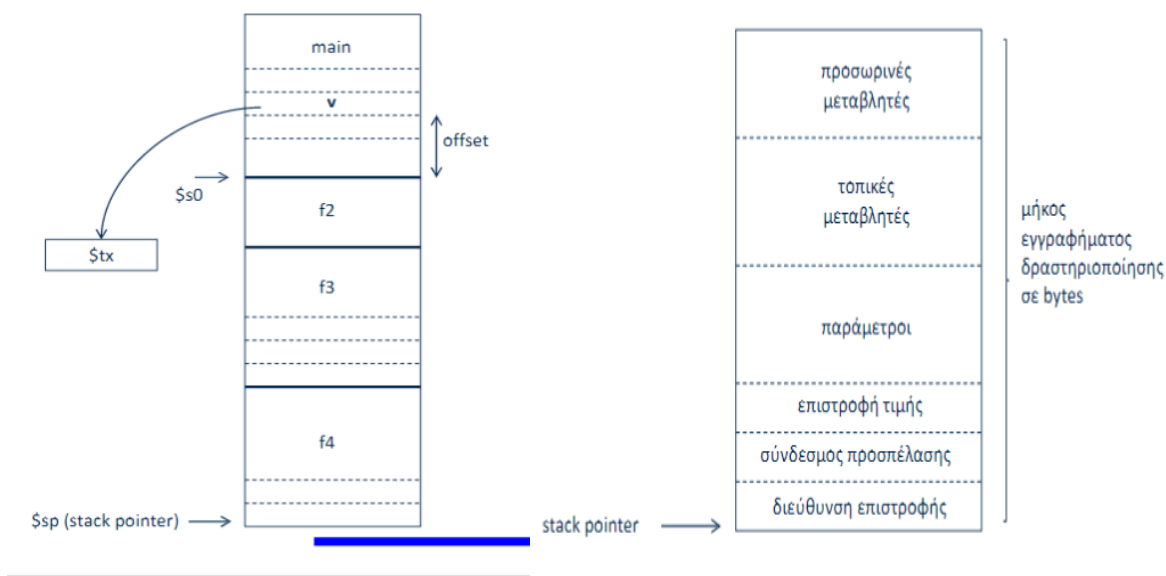 main
v
offset
$s0
f2
$tx
f3
f4
$sp (stack pointer)
προσωρινές
μεταβλητές
τοπικές
μεταβλητές
παράμετροι
επιστροφή τιμής
σύνδεσμος προσπέλασης
διεύθυνση επιστροφής
stack pointer
μήκος
εγγραφήματος
δραστηριοποίησης
σε bytes